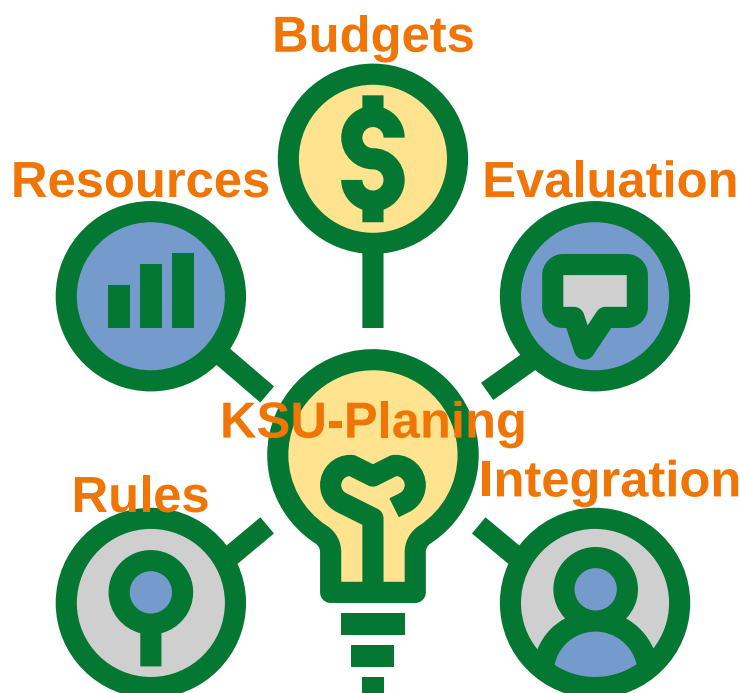 Budgets
Resources
Evaluation
KSU-Planing
Integration
Rules